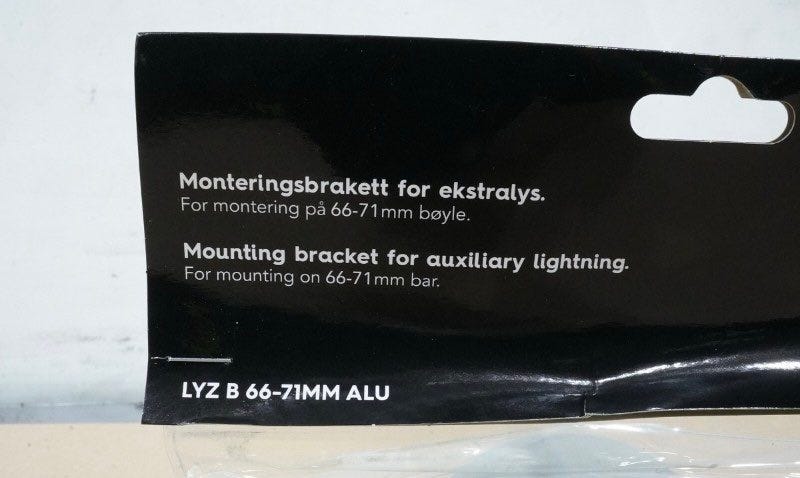 Monteringsbrakett for ekstralys.
For montering på 66-71mm bøyle.
Mounting bracket for auxiliary lightning.
For mounting on 66-71mm bar.
LYZ B 66-71MM ALU